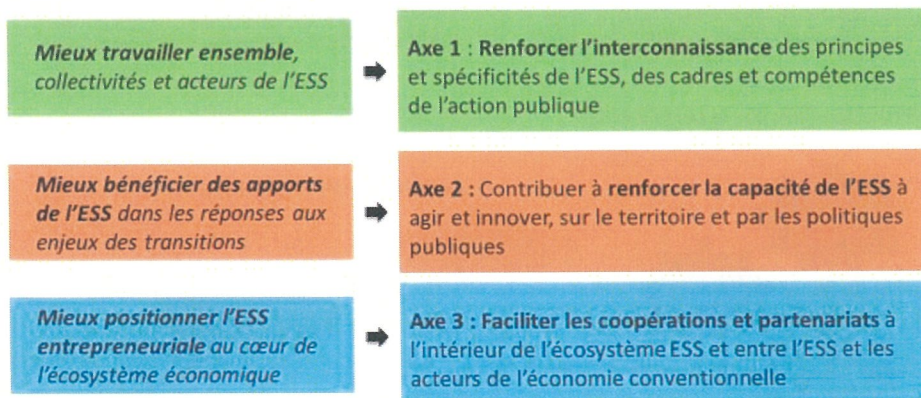 Mieux travailler ensemble,
collectivités et acteurs de l'ESS
Axe 1 : Renforcer l'interconnaissance des principes
et spécificités de l'ESS, des cadres et compétences
de l'action publique
Mieux bénéficier des apports
de l'ESS dans les réponses aux
enjeux des transitions
Axe 2 : Contribuer à renforcer la capacité de l'ESS à
agir et innover, sur le territoire et par les politiques
publiques
Mieux positionner l'ESS
entrepreneuriale au cœur de
l'écosystème économique
Axe 3 : Faciliter les coopérations et partenariats à
l'intérieur de l'écosystème ESS et entre l'ESS et les
acteurs de l'économie conventionnelle